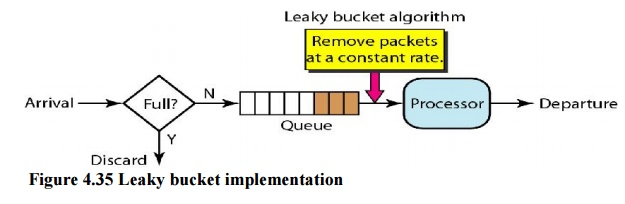 Leaky bucket algorithm
Remove packets
at a constant rate.
Arrival
Full?
N
Queue
Processor
Departure
Y
Discard
Figure 4.35 Leaky bucket implementation